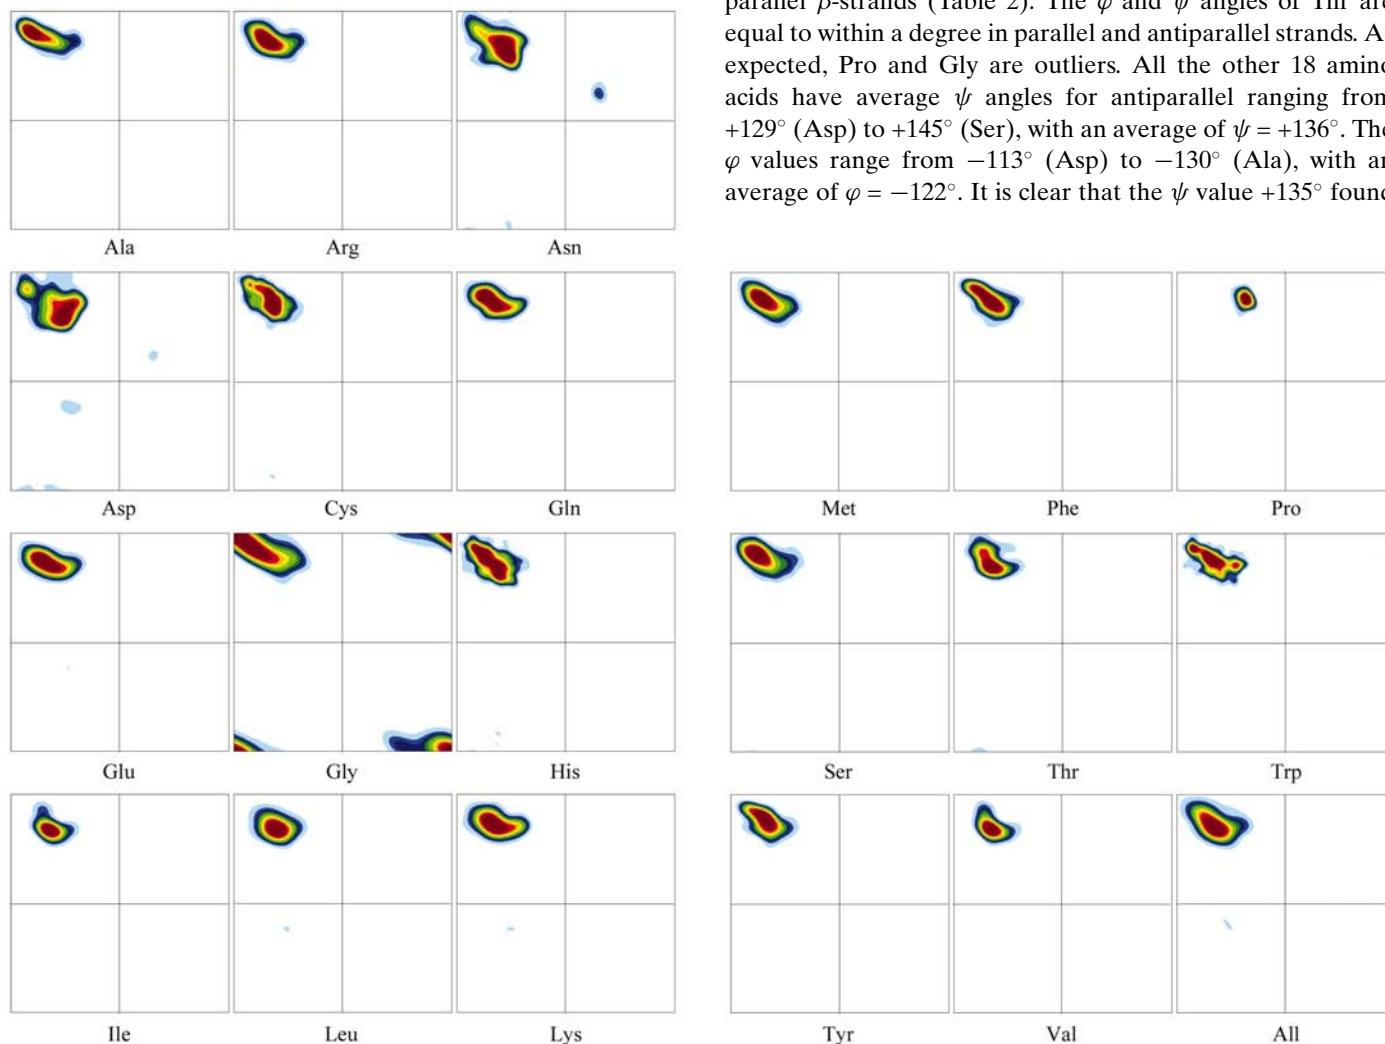 parallel β-strands (Table 2). The φ and ψ angles of Thr are
equal to within a degree in parallel and antiparallel strands. A
expected, Pro and Gly are outliers. All the other 18 amino
acids have average ψ angles for antiparallel ranging from
+129° (Asp) to +145° (Ser), with an average of ψ = +136°. The
φ values range from −113° (Asp) to −130° (Ala), with an
average of φ = −122°. It is clear that the ψ value +135° found
Ala Arg Asn
Asp Cys Gln Met Phe Pro
Glu Gly His Ser Thr Trp
Ile Leu Lys Tyr Val All